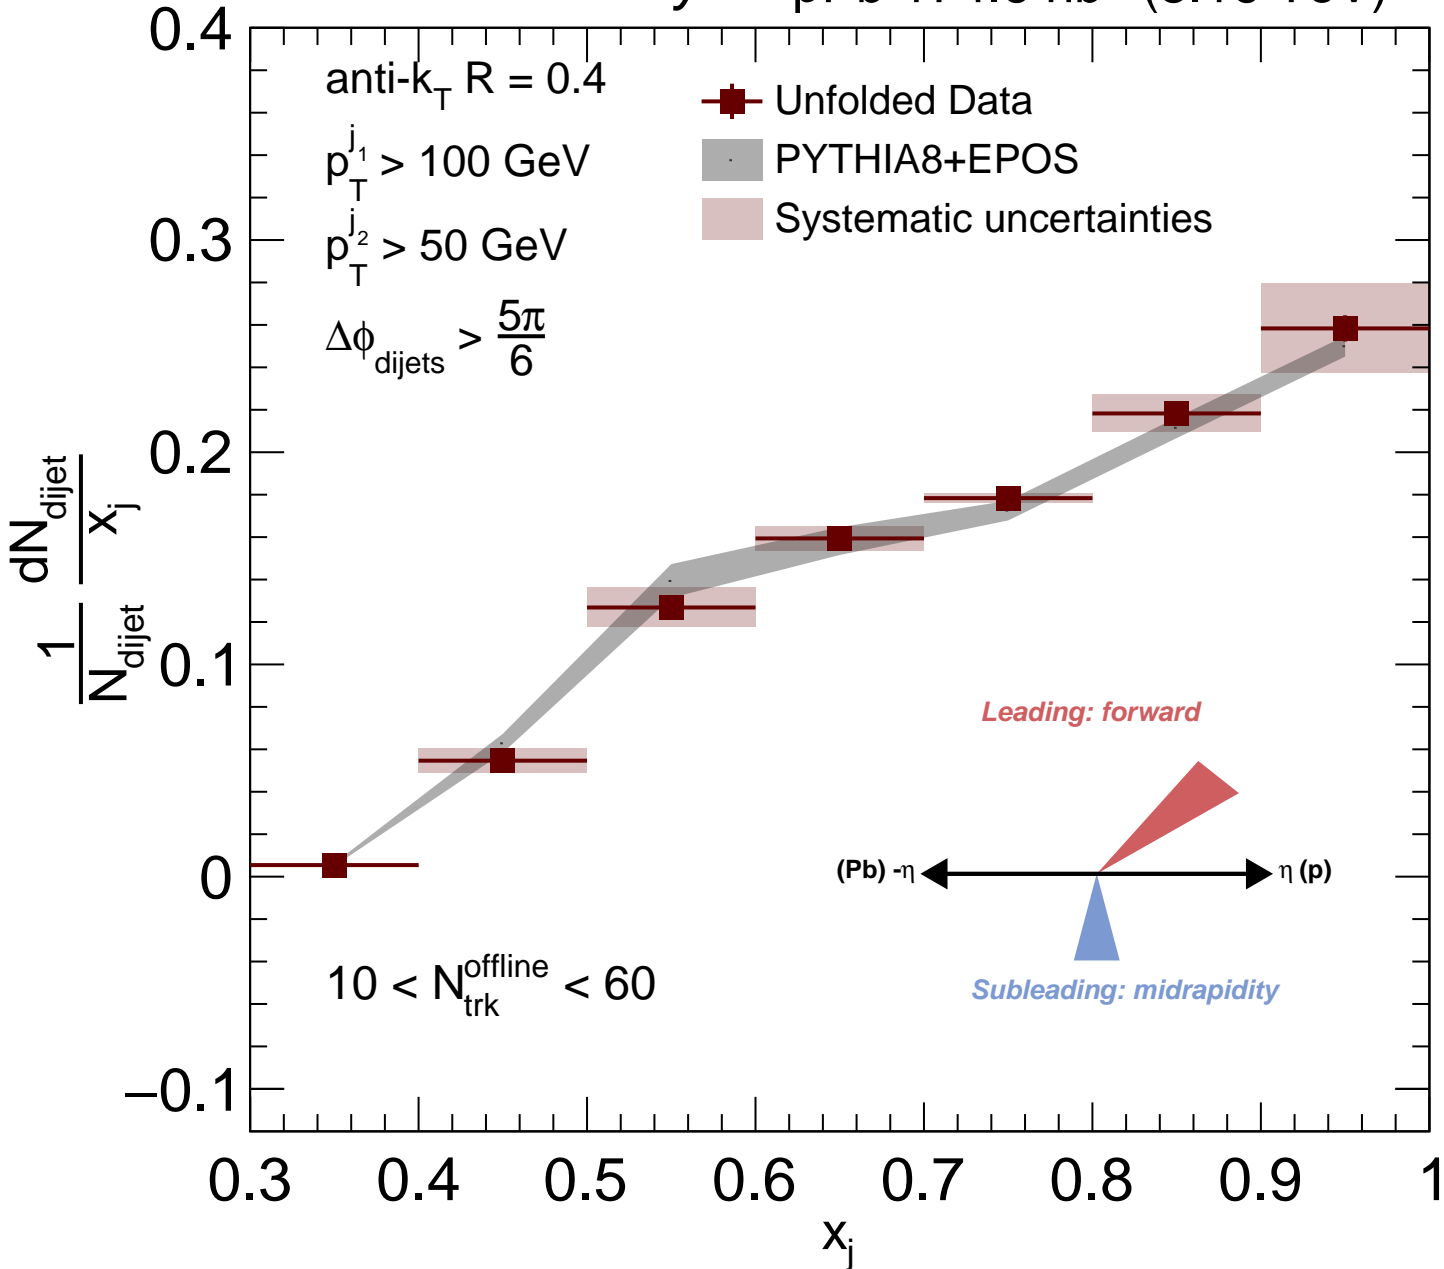 0.4
0.3
0.2
0.1
0
−0.1
0.3 0.4 0.5 0.6 0.7 0.8 0.9 1
x_j
1/N_dijet dN_dijet/x_j
anti-k_T R = 0.4
p_T^{j_1} > 100 GeV
p_T^{j_2} > 50 GeV
Δϕ_dijets > 5π/6
Unfolded Data
PYTHIA8+EPOS
Systematic uncertainties
Leading: forward
(Pb) -η
η (p)
Subleading: midrapidity
10 < N_trk^offline < 60